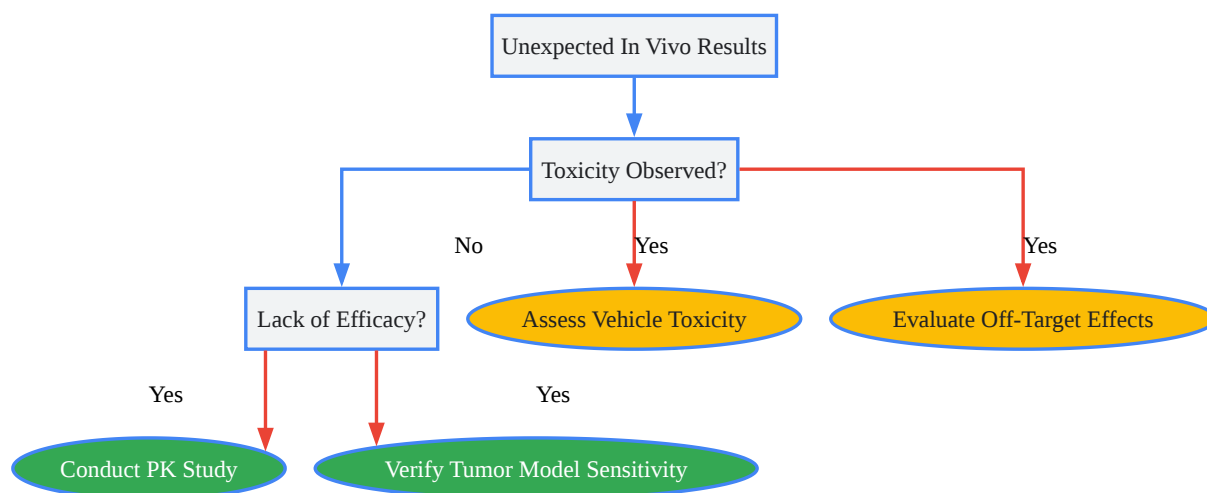 Unexpected In Vivo Results
Toxicity Observed?
No
Yes
Yes
Lack of Efficacy?
Assess Vehicle Toxicity
Evaluate Off-Target Effects
Yes
Yes
Conduct PK Study
Verify Tumor Model Sensitivity